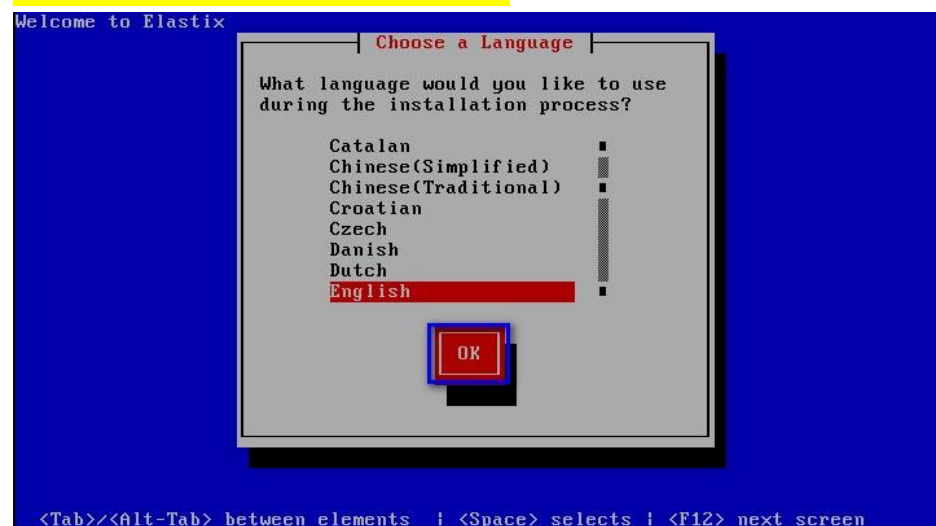 Welcome to Elastix
Choose a Language
What language would you like to use
during the installation process?
Catalan
Chinese(Simplified)
Chinese(Traditional)
Croatian
Czech
Danish
Dutch
English
OK
<Tab>/<Alt-Tab> between elements | <Space> selects | <F12> next screen